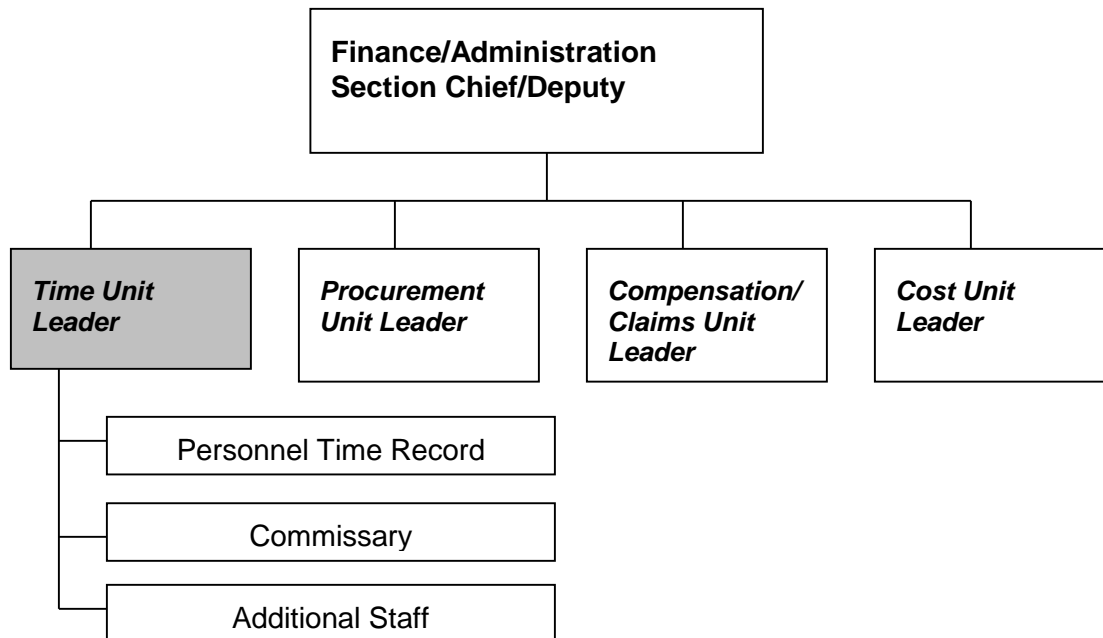 Finance/Administration
Section Chief/Deputy
Time Unit
Leader
Procurement
Unit Leader
Compensation/
Claims Unit
Leader
Cost Unit
Leader
Personnel Time Record
Commissary
Additional Staff